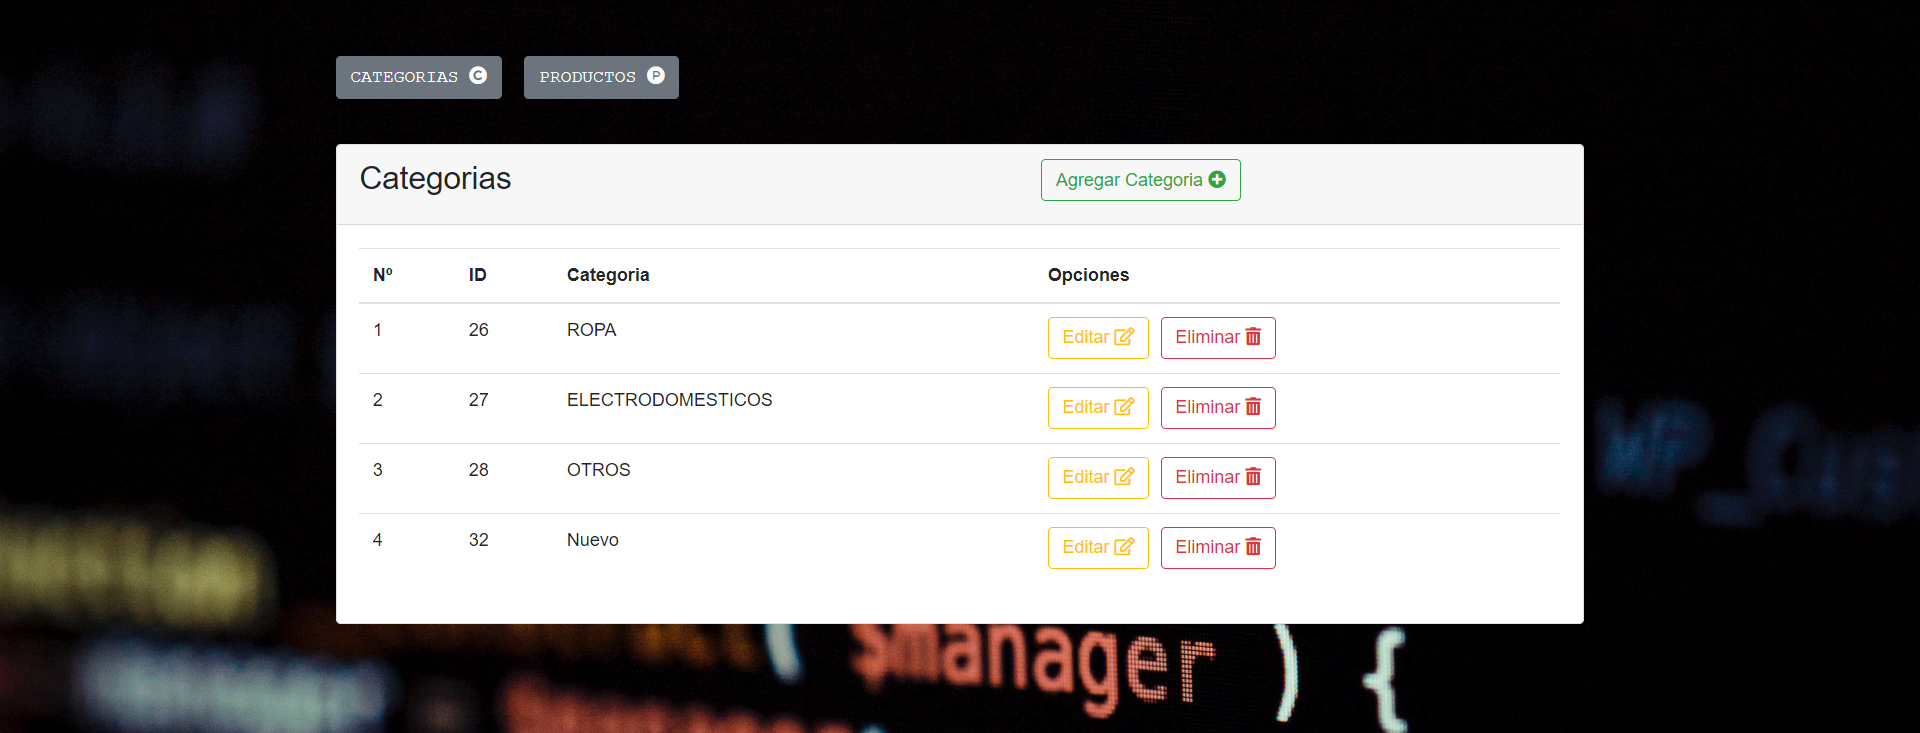 CATEGORIAS C PRODUCTOS P
Categorias Agregar Categoria
Nº ID Categoria Opciones
1 26 ROPA Editar Eliminar
2 27 ELECTRODOMESTICOS Editar Eliminar
3 28 OTROS Editar Eliminar
4 32 Nuevo Editar Eliminar
WP_Cus
( $manager ) {